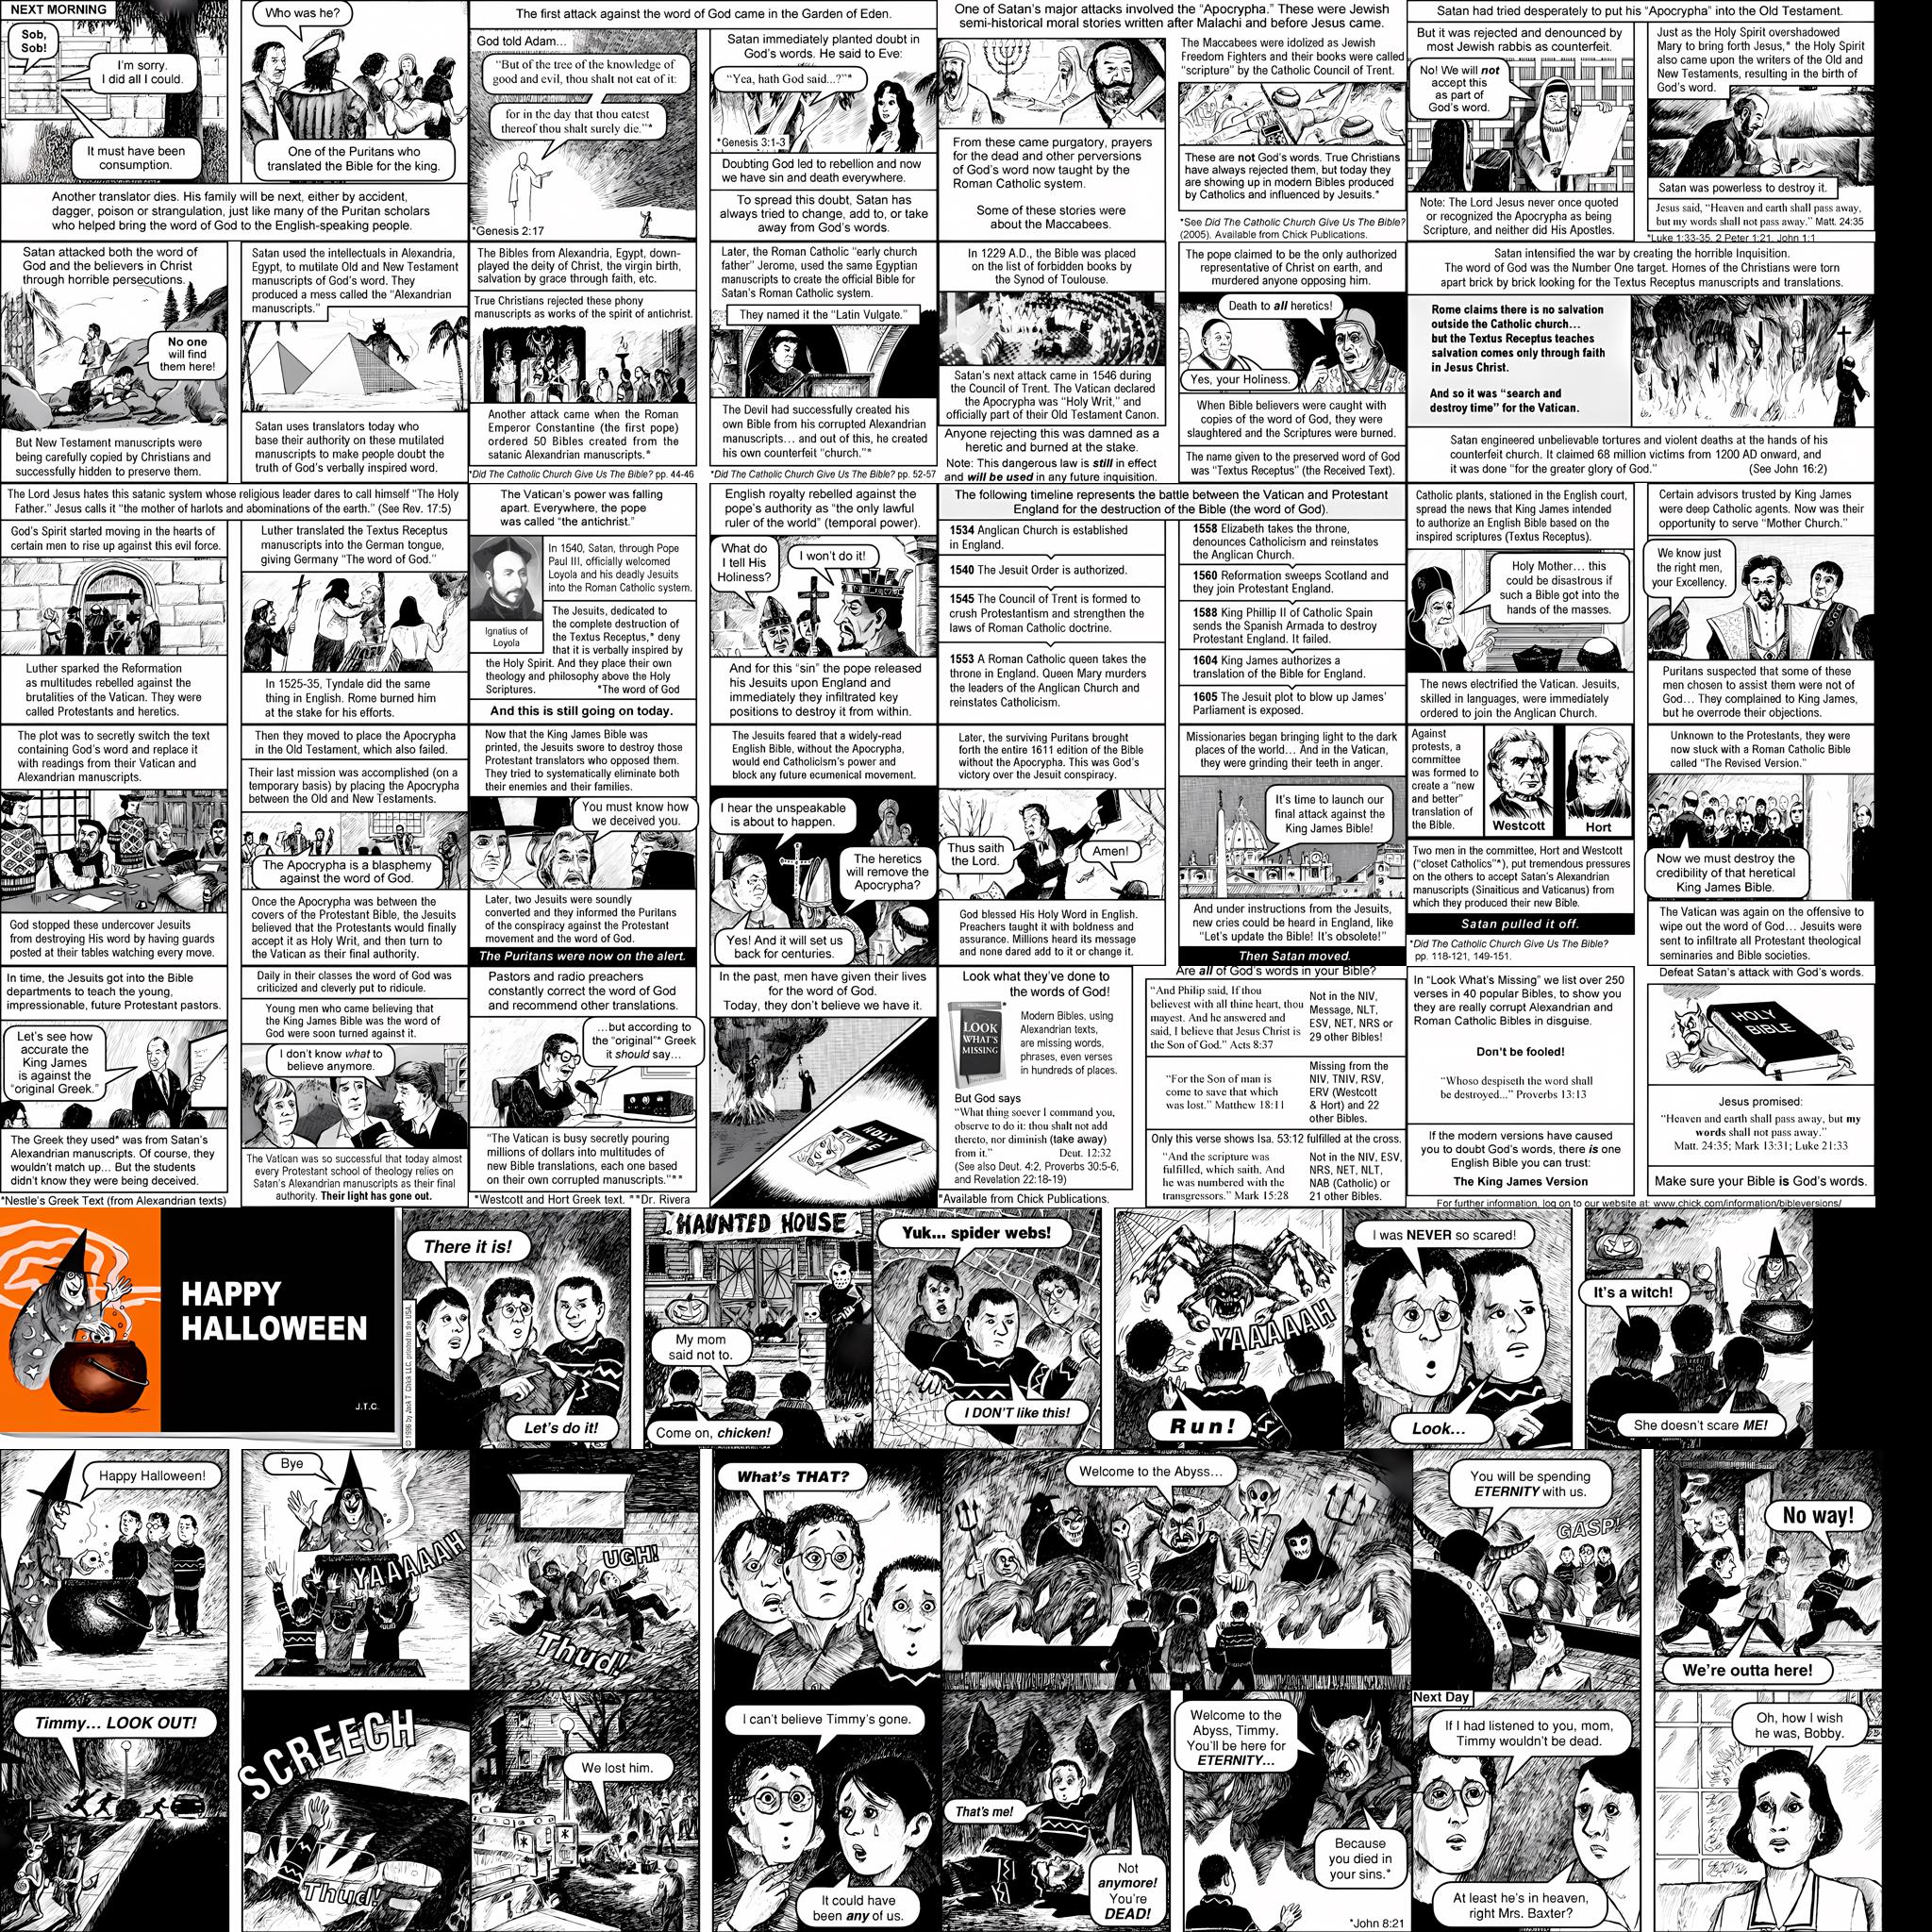 NEXT MORNING
Sob,
Sob!
I'm sorry.
I did all I could.
It must have been
consumption.
Who was he?
One of the Puritans who
translated the Bible for the king.
Another translator dies. His family will be next, either by accident,
dagger, poison or strangulation, just like many of the Puritan scholars
who helped bring the word of God to the English-speaking people.
The first attack against the word of God came in the Garden of Eden.
God told Adam...
"But of the tree of the knowledge of
good and evil, thou shalt not eat of it:
for in the day that thou eatest
thereof thou shalt surely die."*
*Genesis 2:17
Satan immediately planted doubt in
God's words. He said to Eve:
"Yea, hath God said...?"*
*Genesis 3:1-3
Doubting God led to rebellion and now
we have sin and death everywhere.
To spread this doubt, Satan has
always tried to change, add to, or take
away from God's words.
One of Satan's major attacks involved the "Apocrypha." These were Jewish
semi-historical moral stories written after Malachi and before Jesus came.
From these came purgatory, prayers
for the dead and other perversions
of God's word now taught by the
Roman Catholic system.
Some of these stories were
about the Maccabees.
The Maccabees were idolized as Jewish
Freedom Fighters and their books were called
"scripture" by the Catholic Council of Trent.
These are not God's words. True Christians
have always rejected them, but today they
are showing up in modern Bibles produced
by Catholics and influenced by Jesuits.*
*See Did The Catholic Church Give Us The Bible?
(2005). Available from Chick Publications.
Satan had tried desperately to put his "Apocrypha" into the Old Testament.
But it was rejected and denounced by
most Jewish rabbis as counterfeit.
No! We will not
accept this
as part of
God's word.
Note: The Lord Jesus never once quoted
or recognized the Apocrypha as being
Scripture, and neither did His Apostles.
Just as the Holy Spirit overshadowed
Mary to bring forth Jesus,* the Holy Spirit
also came upon the writers of the Old and
New Testaments, resulting in the birth of
God's word.
Satan was powerless to destroy it.
Jesus said, "Heaven and earth shall pass away,
but my words shall not pass away." Matt. 24:35
*Luke 1:33-35, 2 Peter 1:21, John 1:1
Satan attacked both the word of
God and the believers in Christ
through horrible persecutions.
No one
will find
them here!
But New Testament manuscripts were
being carefully copied by Christians and
successfully hidden to preserve them.
Satan used the intellectuals in Alexandria,
Egypt, to mutilate Old and New Testament
manuscripts of God's word. They
produced a mess called the "Alexandrian
manuscripts."
Satan uses translators today who
base their authority on these mutilated
manuscripts to make people doubt the
truth of God's verbally inspired word.
The Bibles from Alexandria, Egypt, down-
played the deity of Christ, the virgin birth,
salvation by grace through faith, etc.
True Christians rejected these phony
manuscripts as works of the spirit of antichrist.
Another attack came when the Roman
Emperor Constantine (the first pope)
ordered 50 Bibles created from the
satanic Alexandrian manuscripts.*
*Did The Catholic Church Give Us The Bible? pp. 44-46
Later, the Roman Catholic "early church
father" Jerome, used the same Egyptian
manuscripts to create the official Bible for
Satan's Roman Catholic system.
They named it the "Latin Vulgate."
The Devil had successfully created his
own Bible from his corrupted Alexandrian
manuscripts... and out of this, he created
his own counterfeit "church."*
*Did The Catholic Church Give Us The Bible? pp. 52-57
In 1229 A.D., the Bible was placed
on the list of forbidden books by
the Synod of Toulouse.
Satan's next attack came in 1546 during
the Council of Trent. The Vatican declared
the Apocrypha was "Holy Writ," and
officially part of their Old Testament Canon.
Anyone rejecting this was damned as a
heretic and burned at the stake.
Note: This dangerous law is still in effect
and will be used in any future inquisition.
The pope claimed to be the only authorized
representative of Christ on earth, and
murdered anyone opposing him.
Death to all heretics!
Yes, your Holiness.
When Bible believers were caught with
copies of the word of God, they were
slaughtered and the Scriptures were burned.
The name given to the preserved word of God
was "Textus Receptus" (the Received Text).
Satan intensified the war by creating the horrible Inquisition.
The word of God was the Number One target. Homes of the Christians were torn
apart brick by brick looking for the Textus Receptus manuscripts and translations.
Rome claims there is no salvation
outside the Catholic church...
but the Textus Receptus teaches
salvation comes only through faith
in Jesus Christ.
And so it was "search and
destroy time" for the Vatican.
Satan engineered unbelievable tortures and violent deaths at the hands of his
counterfeit church. It claimed 68 million victims from 1200 AD onward, and
it was done "for the greater glory of God." (See John 16:2)
The Lord Jesus hates this satanic system whose religious leader dares to call himself "The Holy
Father." Jesus calls it "the mother of harlots and abominations of the earth." (See Rev. 17:5)
God's Spirit started moving in the hearts of
certain men to rise up against this evil force.
Luther sparked the Reformation
as multitudes rebelled against the
brutalities of the Vatican. They were
called Protestants and heretics.
Luther translated the Textus Receptus
manuscripts into the German tongue,
giving Germany "The word of God."
In 1525-35, Tyndale did the same
thing in English. Rome burned him
at the stake for his efforts.
The Vatican's power was falling
apart. Everywhere, the pope
was called "the antichrist."
Ignatius of
Loyola
In 1540, Satan, through Pope
Paul III, officially welcomed
Loyola and his deadly Jesuits
into the Roman Catholic system.
The Jesuits, dedicated to
the complete destruction of
the Textus Receptus,* deny
that it is verbally inspired by
the Holy Spirit. And they place their own
theology and philosophy above the Holy
Scriptures. *The word of God
And this is still going on today.
English royalty rebelled against the
pope's authority as "the only lawful
ruler of the world" (temporal power).
What do
I tell His
Holiness?
I won't do it!
And for this "sin" the pope released
his Jesuits upon England and
immediately they infiltrated key
positions to destroy it from within.
The following timeline represents the battle between the Vatican and Protestant
England for the destruction of the Bible (the word of God).
1534 Anglican Church is established
in England.
1540 The Jesuit Order is authorized.
1545 The Council of Trent is formed to
crush Protestantism and strengthen the
laws of Roman Catholic doctrine.
1553 A Roman Catholic queen takes the
throne in England. Queen Mary murders
the leaders of the Anglican Church and
reinstates Catholicism.
1558 Elizabeth takes the throne,
denounces Catholicism and reinstates
the Anglican Church.
1560 Reformation sweeps Scotland and
they join Protestant England.
1588 King Phillip II of Catholic Spain
sends the Spanish Armada to destroy
Protestant England. It failed.
1604 King James authorizes a
translation of the Bible for England.
1605 The Jesuit plot to blow up James'
Parliament is exposed.
Catholic plants, stationed in the English court,
spread the news that King James intended
to authorize an English Bible based on the
inspired scriptures (Textus Receptus).
Holy Mother... this
could be disastrous if
such a Bible got into the
hands of the masses.
The news electrified the Vatican. Jesuits,
skilled in languages, were immediately
ordered to join the Anglican Church.
Certain advisors trusted by King James
were deep Catholic agents. Now was their
opportunity to serve "Mother Church."
We know just
the right men,
your Excellency.
Puritans suspected that some of these
men chosen to assist them were not of
God... They complained to King James,
but he overrode their objections.
The plot was to secretly switch the text
containing God's word and replace it
with readings from their Vatican and
Alexandrian manuscripts.
God stopped these undercover Jesuits
from destroying His word by having guards
posted at their tables watching every move.
Then they moved to place the Apocrypha
in the Old Testament, which also failed.
Their last mission was accomplished (on a
temporary basis) by placing the Apocrypha
between the Old and New Testaments.
The Apocrypha is a blasphemy
against the word of God.
Once the Apocrypha was between the
covers of the Protestant Bible, the Jesuits
believed that the Protestants would finally
accept it as Holy Writ, and then turn to
the Vatican as their final authority.
Now that the King James Bible was
printed, the Jesuits swore to destroy those
Protestant translators who opposed them.
They tried to systematically eliminate both
their enemies and their families.
You must know how
we deceived you.
Later, two Jesuits were soundly
converted and they informed the Puritans
of the conspiracy against the Protestant
movement and the word of God.
The Puritans were now on the alert.
The Jesuits feared that a widely-read
English Bible, without the Apocrypha,
would end Catholicism's power and
block any future ecumenical movement.
I hear the unspeakable
is about to happen.
The heretics
will remove the
Apocrypha?
Yes! And it will set us
back for centuries.
Later, the surviving Puritans brought
forth the entire 1611 edition of the Bible
without the Apocrypha. This was God's
victory over the Jesuit conspiracy.
Thus saith
the Lord.
Amen!
God blessed His Holy Word in English.
Preachers taught it with boldness and
assurance. Millions heard its message
and none dared add to it or change it.
Missionaries began bringing light to the dark
places of the world... And in the Vatican,
they were grinding their teeth in anger.
It's time to launch our
final attack against the
King James Bible!
And under instructions from the Jesuits,
new cries could be heard in England, like
"Let's update the Bible! It's obsolete!"
Then Satan moved.
Against
protests, a
committee
was formed to
create a "new
and better"
translation of
the Bible.
Westcott
Hort
Two men in the committee, Hort and Westcott
("closet Catholics"*), put tremendous pressures
on the others to accept Satan's Alexandrian
manuscripts (Sinaiticus and Vaticanus) from
which they produced their new Bible.
Satan pulled it off.
*Did The Catholic Church Give Us The Bible?
pp. 118-121, 149-151.
Unknown to the Protestants, they were
now stuck with a Roman Catholic Bible
called "The Revised Version."
Now we must destroy the
credibility of that heretical
King James Bible.
The Vatican was again on the offensive to
wipe out the word of God... Jesuits were
sent to infiltrate all Protestant theological
seminaries and Bible societies.
In time, the Jesuits got into the Bible
departments to teach the young,
impressionable, future Protestant pastors.
Let's see how
accurate the
King James
is against the
"original Greek."
The Greek they used* was from Satan's
Alexandrian manuscripts. Of course, they
wouldn't match up... But the students
didn't know they were being deceived.
*Nestle's Greek Text (from Alexandrian texts)
Daily in their classes the word of God was
criticized and cleverly put to ridicule.
Young men who came believing that
the King James Bible was the word of
God were soon turned against it.
I don't know what to
believe anymore.
The Vatican was so successful that today almost
every Protestant school of theology relies on
Satan's Alexandrian manuscripts as their final
authority. Their light has gone out.
Pastors and radio preachers
constantly correct the word of God
and recommend other translations.
...but according to
the "original"* Greek
it should say...
"The Vatican is busy secretly pouring
millions of dollars into multitudes of
new Bible translations, each one based
on their own corrupted manuscripts."**
*Westcott and Hort Greek text. **Dr. Rivera
In the past, men have given their lives
for the word of God.
Today, they don't believe we have it.
HOLY
BIBLE
Look what they've done to
the words of God!
*
LOOK
WHAT'S
MISSING
Modern Bibles, using
Alexandrian texts,
are missing words,
phrases, even verses
in hundreds of places.
But God says
"What thing soever I command you,
observe to do it: thou shalt not add
thereto, nor diminish (take away)
from it." Deut. 12:32
(See also Deut. 4:2, Proverbs 30:5-6,
and Revelation 22:18-19)
*Available from Chick Publications.
Are all of God's words in your Bible?
"And Philip said, If thou
believest with all thine heart, thou
mayest. And he answered and
said, I believe that Jesus Christ is
the Son of God." Acts 8:37
Not in the NIV,
Message, NLT,
ESV, NET, NRS or
29 other Bibles!
"For the Son of man is
come to save that which
was lost." Matthew 18:11
Missing from the
NIV, TNIV, RSV,
ERV (Westcott
& Hort) and 22
other Bibles.
Only this verse shows Isa. 53:12 fulfilled at the cross.
"And the scripture was
fulfilled, which saith, And
he was numbered with the
transgressors." Mark 15:28
Not in the NIV, ESV,
NRS, NET, NLT,
NAB (Catholic) or
21 other Bibles.
In "Look What's Missing" we list over 250
verses in 40 popular Bibles, to show you
they are really corrupt Alexandrian and
Roman Catholic Bibles in disguise.
Don't be fooled!
"Whoso despiseth the word shall
be destroyed..." Proverbs 13:13
If the modern versions have caused
you to doubt God's words, there is one
English Bible you can trust:
The King James Version
Defeat Satan's attack with God's words.
HOLY
BIBLE
Jesus promised:
"Heaven and earth shall pass away, but my
words shall not pass away."
Matt. 24:35; Mark 13:31; Luke 21:33
Make sure your Bible is God's words.
For further information, log on to our website at: www.chick.com/information/bibleversions/
HAPPY
HALLOWEEN
J.T.C.
© 1996 by Jack T. Chick LLC, printed in the USA.
There it is!
Let's do it!
HAUNTED HOUSE
My mom
said not to.
Come on, chicken!
Yuk... spider webs!
I DON'T like this!
YAAAAAH
Run!
I was NEVER so scared!
Look...
It's a witch!
She doesn't scare ME!
Happy Halloween!
Bye
YAAAAAH
UGH!
Thud!
What's THAT?
Welcome to the Abyss...
You will be spending
ETERNITY with us.
GASP!
No way!
We're outta here!
Timmy... LOOK OUT!
SCREECH
Thud!
We lost him.
I can't believe Timmy's gone.
It could have
been any of us.
That's me!
Not
anymore!
You're
DEAD!
Welcome to the
Abyss, Timmy.
You'll be here for
ETERNITY...
Because
you died in
your sins.*
*John 8:21
Next Day
If I had listened to you, mom,
Timmy wouldn't be dead.
At least he's in heaven,
right Mrs. Baxter?
Oh, how I wish
he was, Bobby.